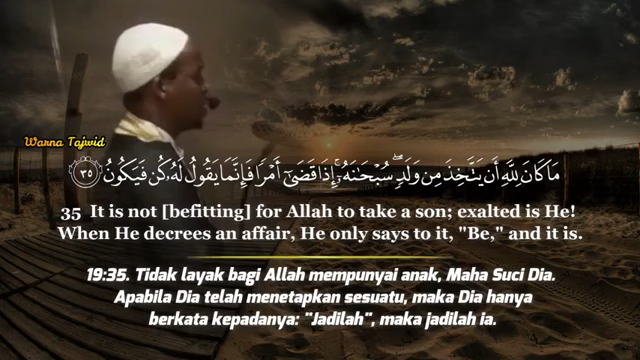 Warna Tajwid
مَا كَانَ لِلَّهِ أَن يَتَّخِذَ مِن وَلَدٍ ۖ سُبْحَٰنَهُۥٓ ۚ إِذَا قَضَىٰٓ أَمْرًا فَإِنَّمَا يَقُولُ لَهُۥ كُن فَيَكُونُ ٣٥
35 It is not [befitting] for Allah to take a son; exalted is He!
When He decrees an affair, He only says to it, "Be," and it is.
19:35. Tidak layak bagi Allah mempunyai anak, Maha Suci Dia.
Apabila Dia telah menetapkan sesuatu, maka Dia hanya
berkata kepadanya: "Jadilah", maka jadilah ia.